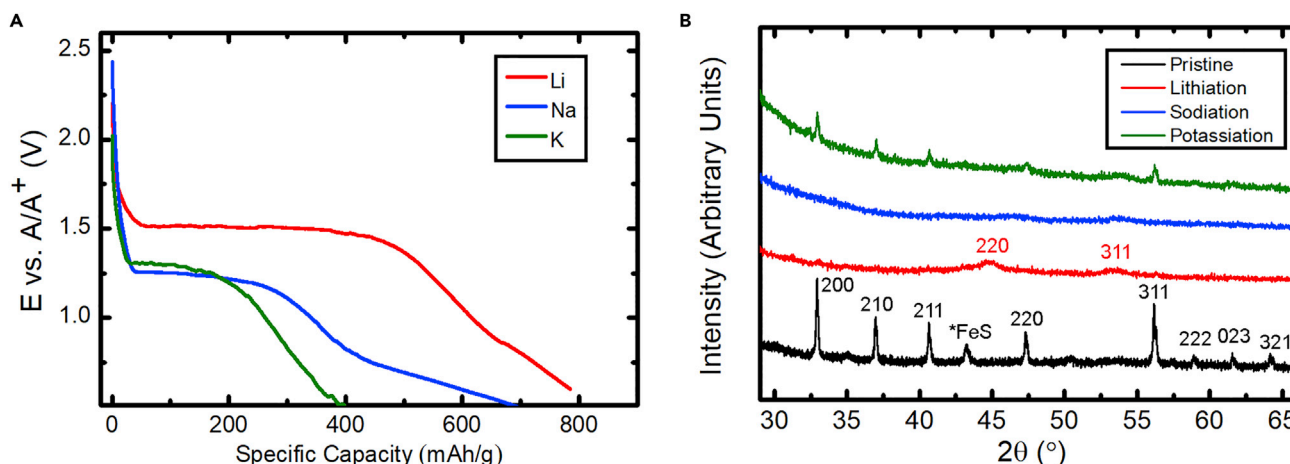 A
2.5
2.0
1.5
1.0
E vs. A/A⁺ (V)
Li
Na
K
0
200
400
600
800
Specific Capacity (mAh/g)
B
Intensity (Arbitrary Units)
Pristine
Lithiation
Sodiation
Potassiation
220
311
200
210
211
*FeS
220
311
222
023
321
30
35
40
45
50
55
60
65
2θ (°)